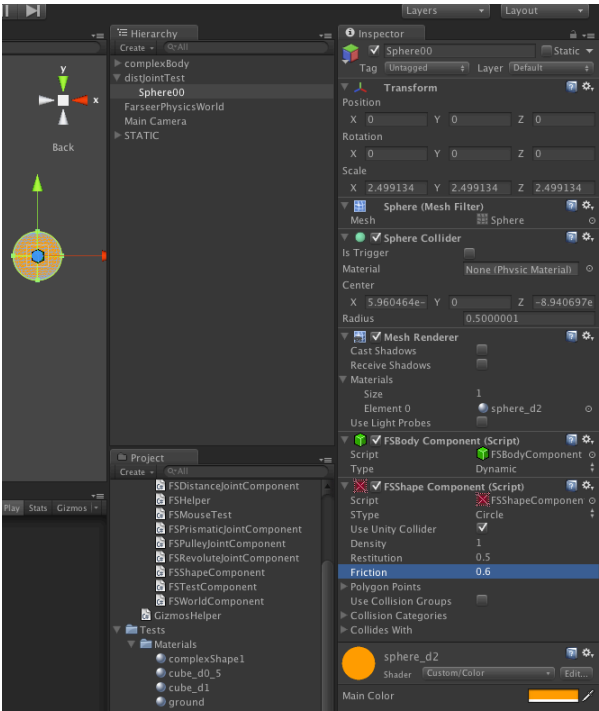 Layers Layout
Hierarchy
Create All
complexBody
distJointTest
Sphere00
FarseerPhysicsWorld
Main Camera
STATIC
y
x
Back
Play Stats Gizmos
Project
Create All
FSDistanceJointComponent
FSHelper
FSMouseTest
FSPrismaticJointComponent
FSPulleyJointComponent
FSRevoluteJointComponent
FSShapeComponent
FSTestComponent
FSWorldComponent
GizmosHelper
Tests
Materials
complexShape1
cube_d0_5
cube_d1
ground
Inspector
Sphere00 Static
Tag Untagged Layer Default
Transform
Position
X 0 Y 0 Z 0
Rotation
X 0 Y 0 Z 0
Scale
X 2.499134 Y 2.499134 Z 2.499134
Sphere (Mesh Filter)
Mesh Sphere
Sphere Collider
Is Trigger
Material None (Physic Material)
Center
X 5.960464e- Y 0 Z -8.940697e
Radius 0.5000001
Mesh Renderer
Cast Shadows
Receive Shadows
Materials
Size 1
Element 0 sphere_d2
Use Light Probes
FSBody Component (Script)
Script FSBodyComponent
Type Dynamic
FSShape Component (Script)
Script FSShapeComponen
SType Circle
Use Unity Collider
Density 1
Restitution 0.5
Friction 0.6
Polygon Points
Use Collision Groups
Collision Categories
Collides With
sphere_d2
Shader Custom/Color Edit...
Main Color